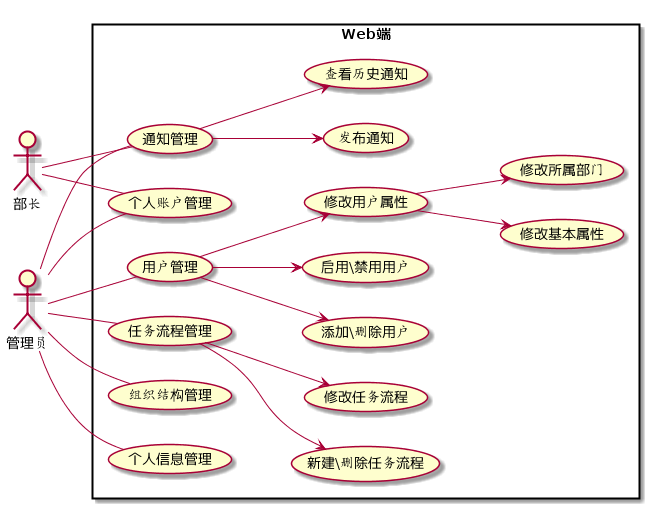 Web端
查看历史通知
通知管理
发布通知
部长
个人账户管理
修改用户属性
修改所属部门
修改基本属性
用户管理
启用\禁用用户
添加\删除用户
管理员
任务流程管理
组织结构管理
修改任务流程
个人信息管理
新建\删除任务流程